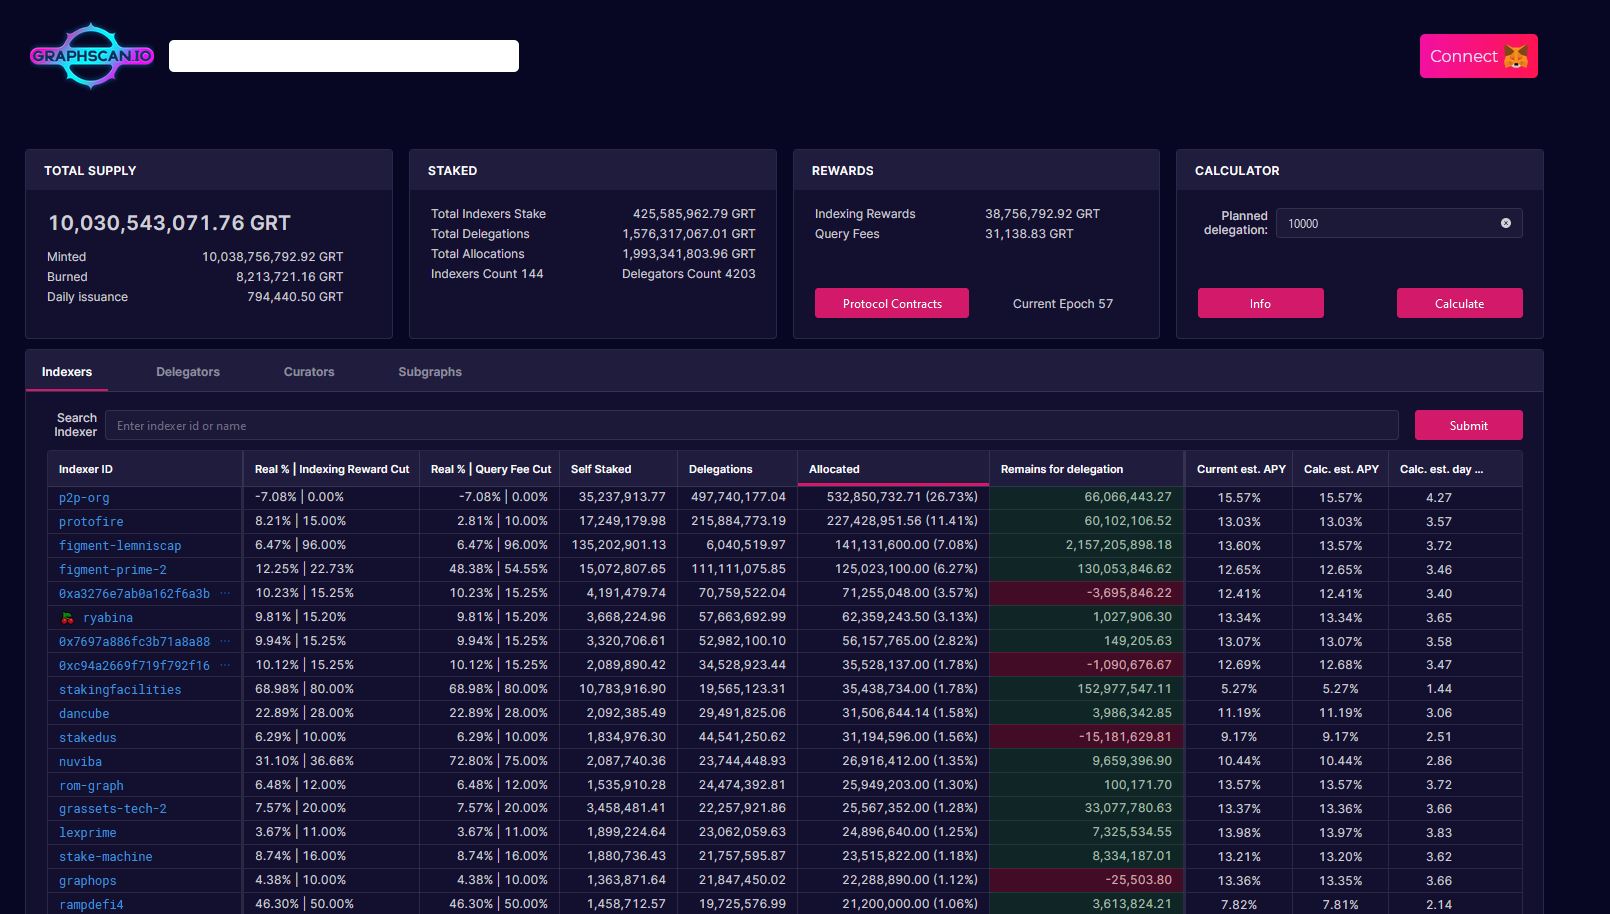 GRAPHSCAN.IO
Connect
TOTAL SUPPLY
10,030,543,071.76 GRT
Minted 10,038,756,792.92 GRT
Burned 8,213,721.16 GRT
Daily issuance 794,440.50 GRT
STAKED
Total Indexers Stake 425,585,962.79 GRT
Total Delegations 1,576,317,067.01 GRT
Total Allocations 1,993,341,803.96 GRT
Indexers Count 144 Delegators Count 4203
REWARDS
Indexing Rewards 38,756,792.92 GRT
Query Fees 31,138.83 GRT
Protocol Contracts Current Epoch 57
CALCULATOR
Planned
delegation: 10000
Info Calculate
Indexers Delegators Curators Subgraphs
Search
Indexer Enter indexer id or name Submit
Indexer ID Real % | Indexing Reward Cut Real % | Query Fee Cut Self Staked Delegations Allocated Remains for delegation Current est. APY Calc. est. APY Calc. est. day ...
p2p-org -7.08% | 0.00% -7.08% | 0.00% 35,237,913.77 497,740,177.04 532,850,732.71 (26.73%) 66,066,443.27 15.57% 15.57% 4.27
protofire 8.21% | 15.00% 2.81% | 10.00% 17,249,179.98 215,884,773.19 227,428,951.56 (11.41%) 60,102,106.52 13.03% 13.03% 3.57
figment-lemniscap 6.47% | 96.00% 6.47% | 96.00% 135,202,901.13 6,040,519.97 141,131,600.00 (7.08%) 2,157,205,898.18 13.60% 13.57% 3.72
figment-prime-2 12.25% | 22.73% 48.38% | 54.55% 15,072,807.65 111,111,075.85 125,023,100.00 (6.27%) 130,053,846.62 12.65% 12.65% 3.46
0xa3276e7ab0a162f6a3b ... 10.23% | 15.25% 10.23% | 15.25% 4,191,479.74 70,759,522.04 71,255,048.00 (3.57%) -3,695,846.22 12.41% 12.41% 3.40
ryabina 9.81% | 15.20% 9.81% | 15.20% 3,668,224.96 57,663,692.99 62,359,243.50 (3.13%) 1,027,906.30 13.34% 13.34% 3.65
0x7697a886fc3b71a8a88 ... 9.94% | 15.25% 9.94% | 15.25% 3,320,706.61 52,982,100.10 56,157,765.00 (2.82%) 149,205.63 13.07% 13.07% 3.58
0xc94a2669f719f792f16 ... 10.12% | 15.25% 10.12% | 15.25% 2,089,890.42 34,528,923.44 35,528,137.00 (1.78%) -1,090,676.67 12.69% 12.68% 3.47
stakingfacilities 68.98% | 80.00% 68.98% | 80.00% 10,783,916.90 19,565,123.31 35,438,734.00 (1.78%) 152,977,547.11 5.27% 5.27% 1.44
dancube 22.89% | 28.00% 22.89% | 28.00% 2,092,385.49 29,491,825.06 31,506,644.14 (1.58%) 3,986,342.85 11.19% 11.19% 3.06
stakedus 6.29% | 10.00% 6.29% | 10.00% 1,834,976.30 44,541,250.62 31,194,596.00 (1.56%) -15,181,629.81 9.17% 9.17% 2.51
nuviba 31.10% | 36.66% 72.80% | 75.00% 2,087,740.36 23,744,448.93 26,916,412.00 (1.35%) 9,659,396.90 10.44% 10.44% 2.86
rom-graph 6.48% | 12.00% 6.48% | 12.00% 1,535,910.28 24,474,392.81 25,949,203.00 (1.30%) 100,171.70 13.57% 13.57% 3.72
grassets-tech-2 7.57% | 20.00% 7.57% | 20.00% 3,458,481.41 22,257,921.86 25,567,352.00 (1.28%) 33,077,780.63 13.37% 13.36% 3.66
lexprime 3.67% | 11.00% 3.67% | 11.00% 1,899,224.64 23,062,059.63 24,896,640.00 (1.25%) 7,325,534.55 13.98% 13.97% 3.83
stake-machine 8.74% | 16.00% 8.74% | 16.00% 1,880,736.43 21,757,595.87 23,515,822.00 (1.18%) 8,334,187.01 13.21% 13.20% 3.62
graphops 4.38% | 10.00% 4.38% | 10.00% 1,363,871.64 21,847,450.02 22,288,890.00 (1.12%) -25,503.80 13.36% 13.35% 3.66
rampdefi4 46.30% | 50.00% 46.30% | 50.00% 1,458,712.57 19,725,576.99 21,200,000.00 (1.06%) 3,613,824.21 7.82% 7.81% 2.14